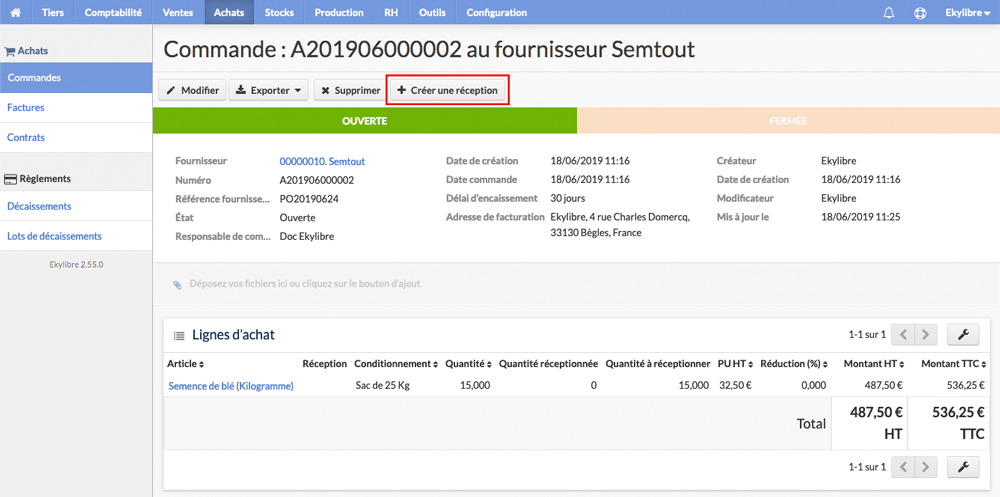 Tiers Comptabilité Ventes Achats Stocks Production RH Outils Configuration Ekylibre
Achats
Commandes
Factures
Contrats
Règlements
Décaissements
Lots de décaissements
Ekylibre 2.55.0
Commande : A201906000002 au fournisseur Semtout
Modifier Exporter Supprimer Créer une réception
OUVERTE FERMÉE
Fournisseur 00000010. Semtout
Numéro A201906000002
Référence fournisse... PO20190624
État Ouverte
Responsable de com... Doc Ekylibre
Date de création 18/06/2019 11:16
Date commande 18/06/2019 11:16
Délai d'encaissement 30 jours
Adresse de facturation Ekylibre, 4 rue Charles Domercq,
33130 Bègles, France
Créateur Ekylibre
Date de création 18/06/2019 11:16
Modificateur Ekylibre
Mis à jour le 18/06/2019 11:25
Déposez vos fichiers ici ou cliquez sur le bouton d'ajout
Lignes d'achat 1-1 sur 1
Article Réception Conditionnement Quantité Quantité réceptionnée Quantité à réceptionner PU HT Réduction (%) Montant HT Montant TTC
Semence de blé (Kilogramme) Sac de 25 Kg 15,000 0 15,000 32,50 € 0,000 487,50 € 536,25 €
Total 487,50 € HT 536,25 € TTC
1-1 sur 1